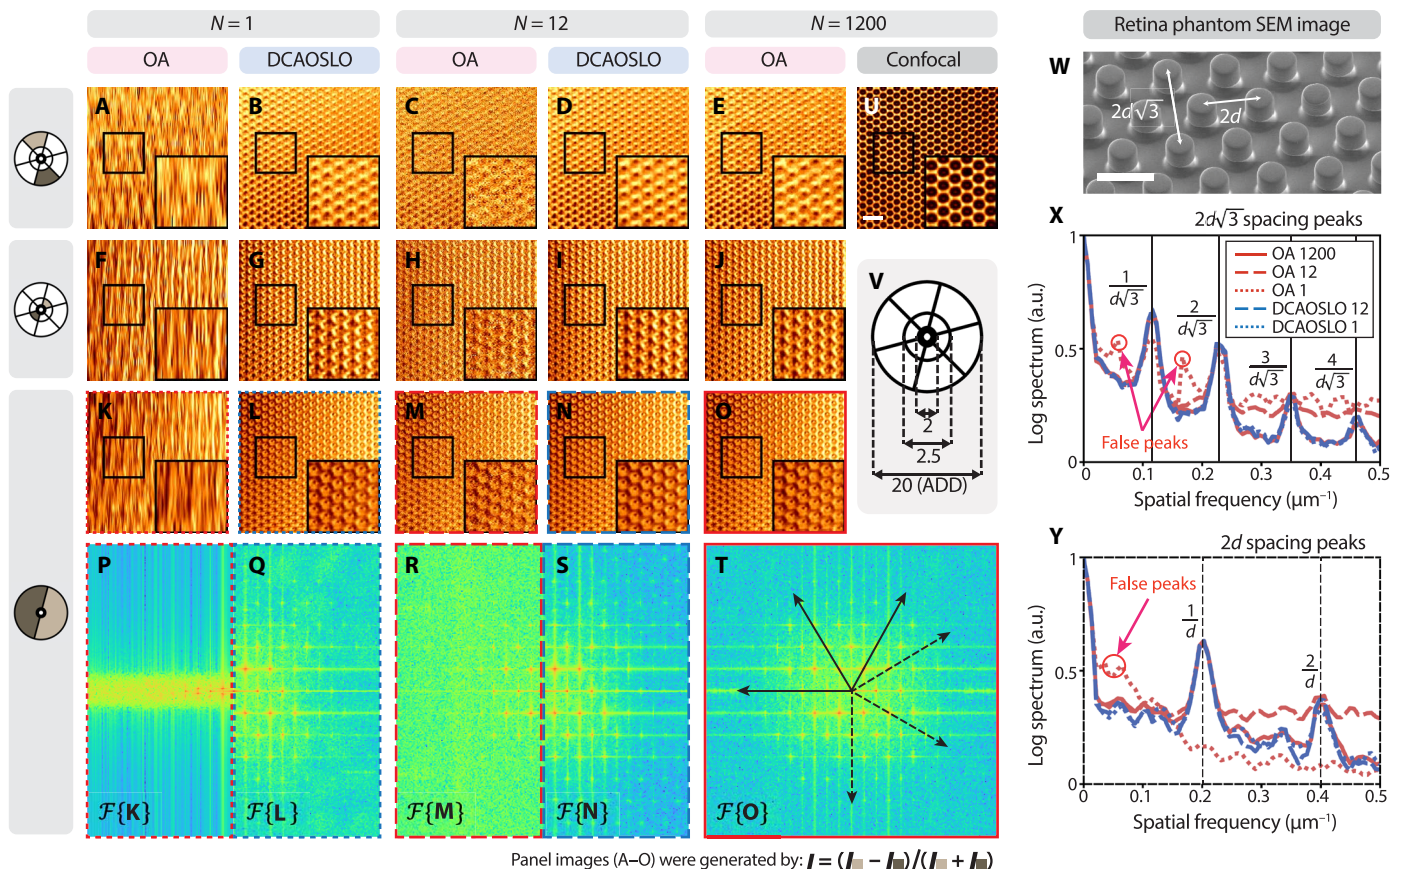 N = 1 N = 12 N = 1200 Retina phantom SEM image
OA DCAOSLO OA DCAOSLO OA Confocal
A B C D E U
W
2d√3 2d
F G H I J
V
2
2.5
20 (ADD)
K L M N O
X
2d√3 spacing peaks
Log spectrum (a.u.)
1
0.5
0
OA 1200
OA 12
OA 1
DCAOSLO 12
DCAOSLO 1
1/d√3 2/d√3 3/d√3 4/d√3
False peaks
0 0.1 0.2 0.3 0.4 0.5
Spatial frequency (µm⁻¹)
P Q R S T
ℱ{K} ℱ{L} ℱ{M} ℱ{N} ℱ{O}
Y
2d spacing peaks
Log spectrum (a.u.)
1
0.5
0
False peaks
1/d 2/d
0 0.1 0.2 0.3 0.4 0.5
Spatial frequency (µm⁻¹)
Panel images (A–O) were generated by: I = (I − I)/(I + I)